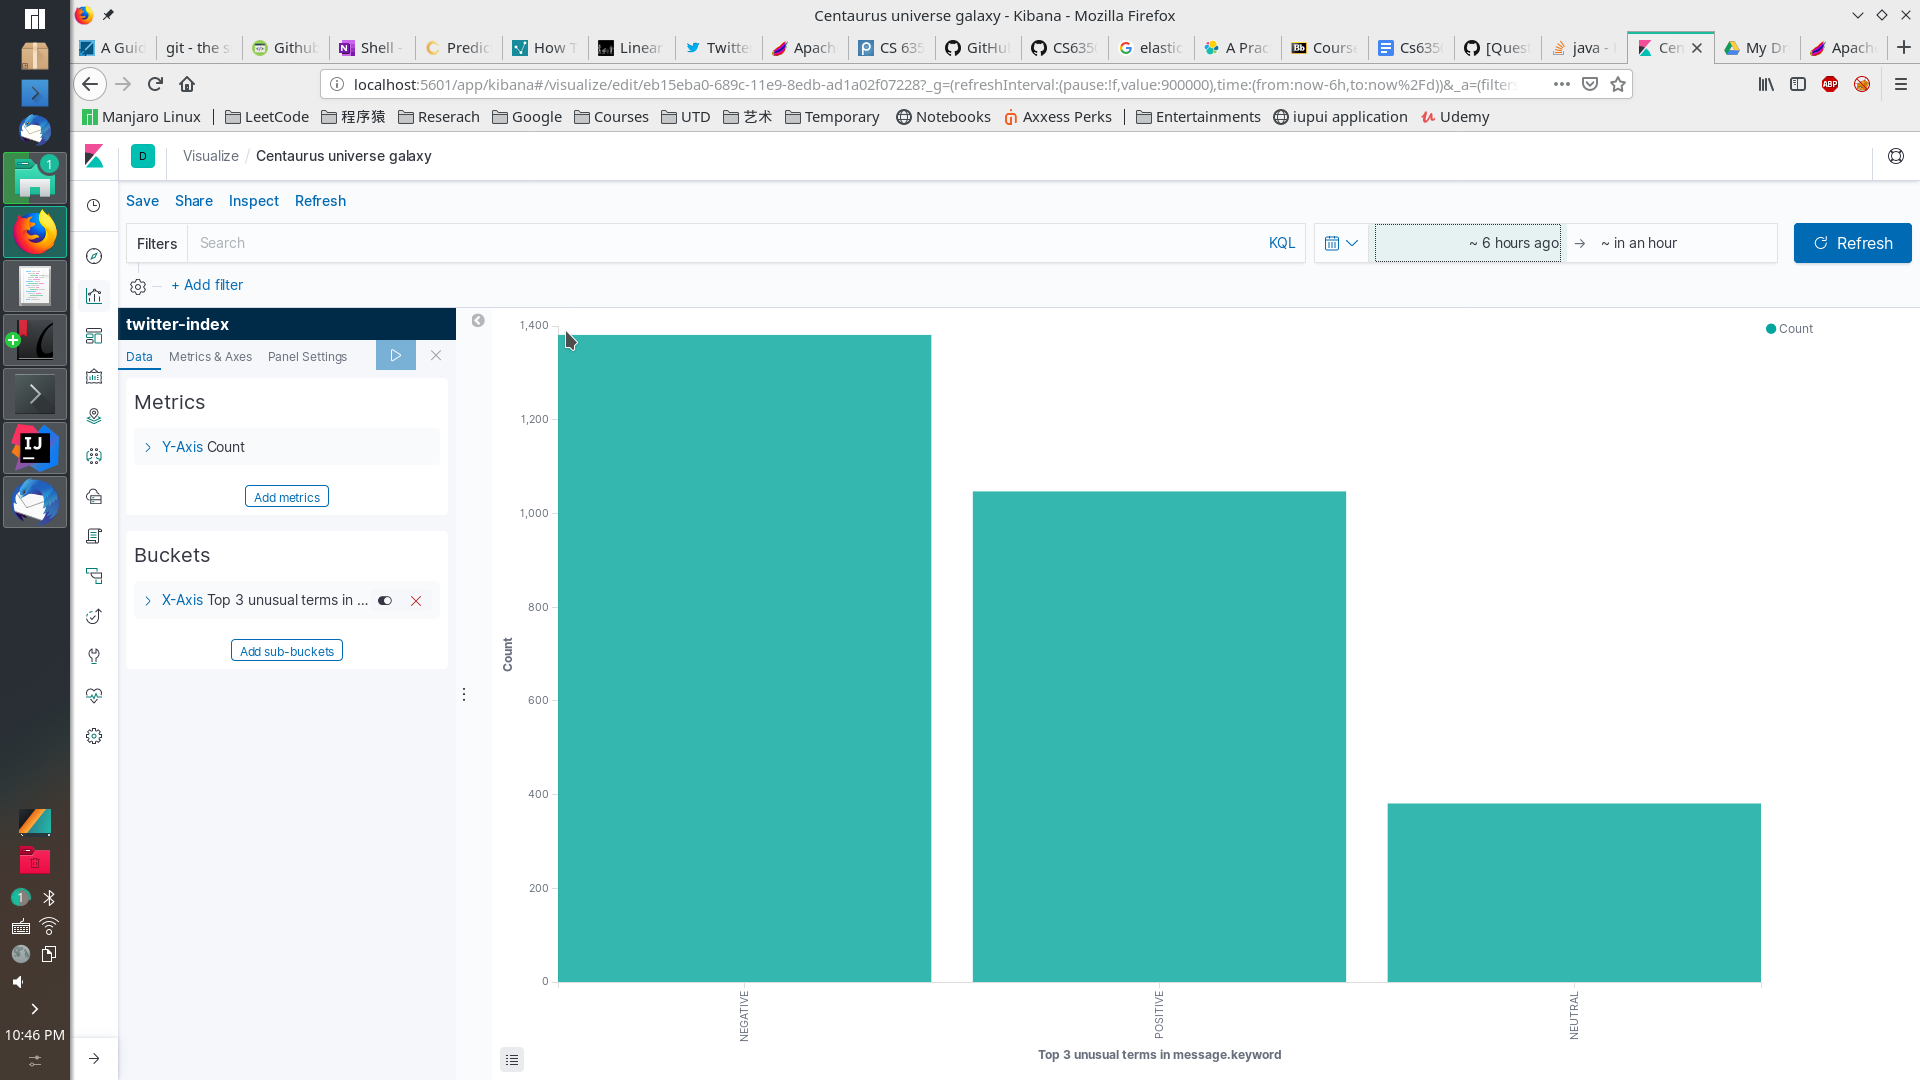 Centaurus universe galaxy - Kibana - Mozilla Firefox
A Guid
git - the s
Github
Shell -
Predic
How T
Linear
Twitte
Apach
CS 635
GitHu
CS635
elastic
A Prac
Course
Cs635
[Ques
java -
Cen
My Dr
Apach
localhost:5601/app/kibana#/visualize/edit/eb15eba0-689c-11e9-8edb-ad1a02f07228?_g=(refreshInterval:(pause:!f,value:900000),time:(from:now-6h,to:now%2Fd))&_a=(filters
ABP
Manjaro Linux
LeetCode
程序猿
Reserach
Google
Courses
UTD
艺术
Temporary
Notebooks
Axxess Perks
Entertainments
iupui application
Udemy
D
Visualize / Centaurus universe galaxy
Save Share Inspect Refresh
Filters
Search
KQL
~ 6 hours ago → ~ in an hour
Refresh
+ Add filter
twitter-index
Data Metrics & Axes Panel Settings
Metrics
Y-Axis Count
Add metrics
Buckets
X-Axis Top 3 unusual terms in ...
Add sub-buckets
Count
1,400
1,200
1,000
800
600
400
200
0
Count
NEGATIVE
POSITIVE
NEUTRAL
Top 3 unusual terms in message.keyword
1
IJ
1
10:46 PM